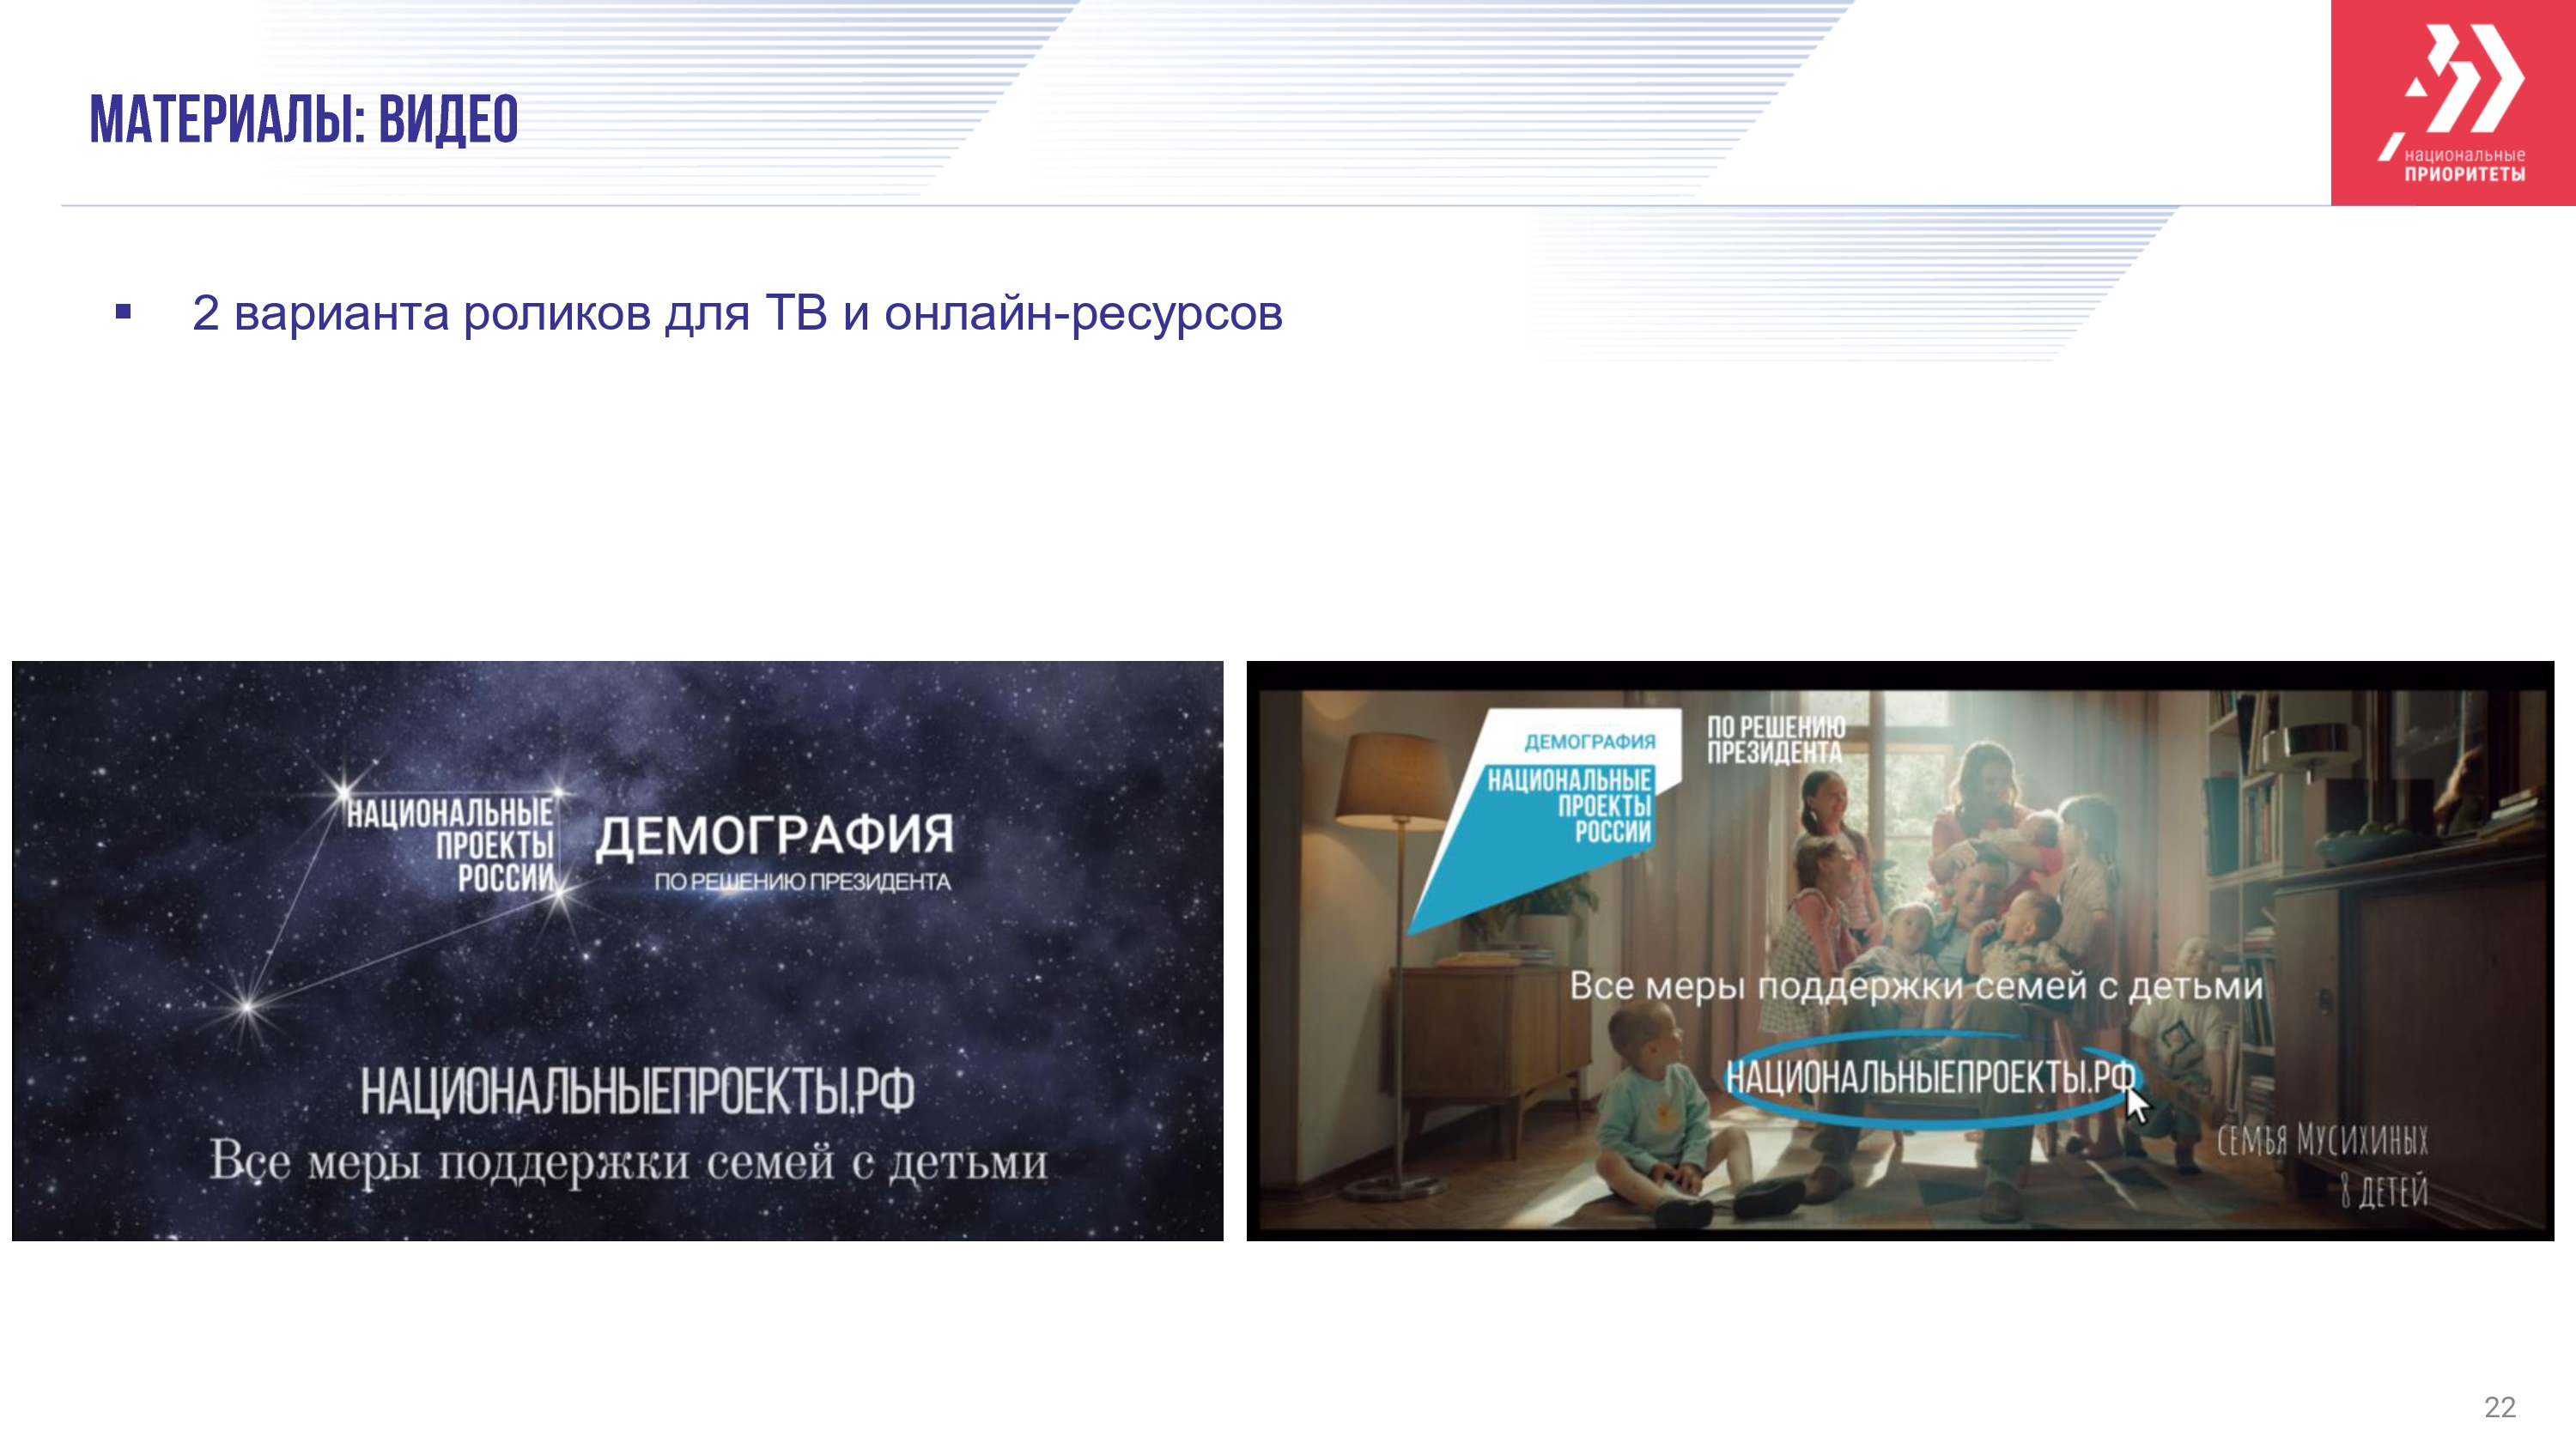 МАТЕРИАЛЫ: ВИДЕО
национальные
ПРИОРИТЕТЫ
2 варианта роликов для ТВ и онлайн-ресурсов
НАЦИОНАЛЬНЫЕ
ПРОЕКТЫ
РОССИИ
ДЕМОГРАФИЯ
ПО РЕШЕНИЮ ПРЕЗИДЕНТА
НАЦИОНАЛЬНЫЕПРОЕКТЫ.РФ
Все меры поддержки семей с детьми
ДЕМОГРАФИЯ
НАЦИОНАЛЬНЫЕ
ПРОЕКТЫ
РОССИИ
ПО РЕШЕНИЮ
ПРЕЗИДЕНТА
Все меры поддержки семей с детьми
НАЦИОНАЛЬНЫЕПРОЕКТЫ.РФ
СЕМЬЯ МУСИХИНЫХ
8 ДЕТЕЙ
22